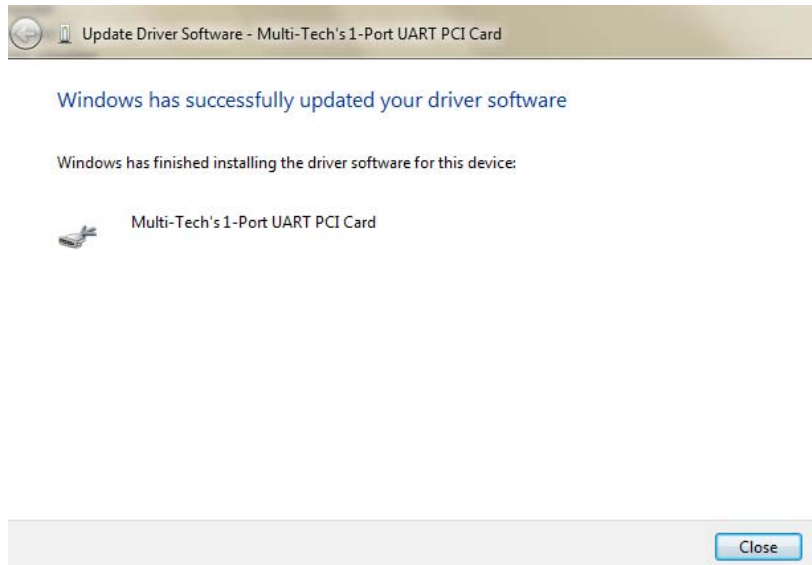 Update Driver Software - Multi-Tech's 1-Port UART PCI Card
Windows has successfully updated your driver software
Windows has finished installing the driver software for this device:
Multi-Tech's 1-Port UART PCI Card
Close